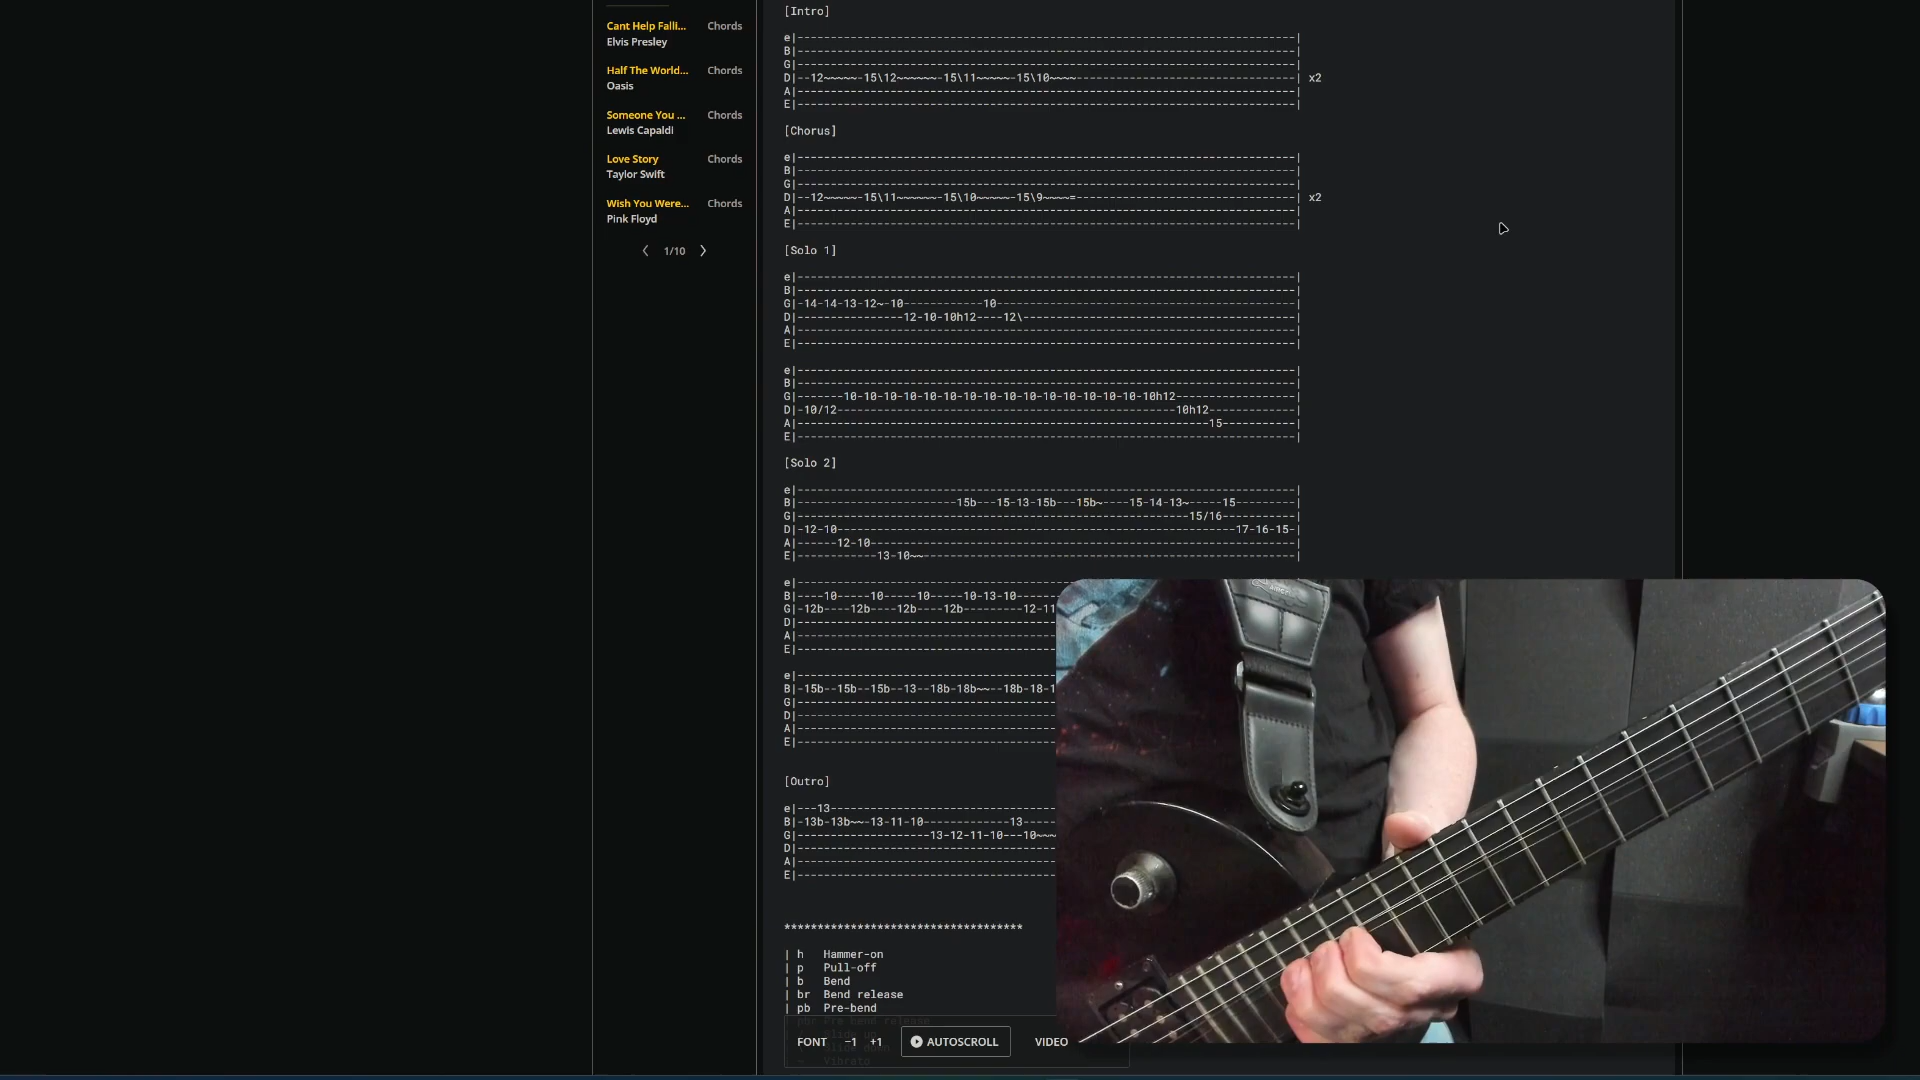 Cant Help Falli... Chords
Elvis Presley
Half The World... Chords
Oasis
Someone You ... Chords
Lewis Capaldi
Love Story Chords
Taylor Swift
Wish You Were... Chords
Pink Floyd
1/10
[Intro]
e|---------------------------------------------------------------------------|
B|---------------------------------------------------------------------------|
G|---------------------------------------------------------------------------|
D|--12~~~~~-15\12~~~~~~-15\11~~~~~-15\10~~~~---------------------------------| x2
A|---------------------------------------------------------------------------|
E|---------------------------------------------------------------------------|
[Chorus]
e|---------------------------------------------------------------------------|
B|---------------------------------------------------------------------------|
G|---------------------------------------------------------------------------|
D|--12~~~~~-15\11~~~~~-15\10~~~~~-15\9~~~~=----------------------------------| x2
A|---------------------------------------------------------------------------|
E|---------------------------------------------------------------------------|
[Solo 1]
e|---------------------------------------------------------------------------|
B|---------------------------------------------------------------------------|
G|-14-14-13-12~-10------------10---------------------------------------------|
D|----------------12-10-10h12----12\-----------------------------------------|
A|---------------------------------------------------------------------------|
E|---------------------------------------------------------------------------|
e|---------------------------------------------------------------------------|
B|---------------------------------------------------------------------------|
G|-------10-10-10-10-10-10-10-10-10-10-10-10-10-10-10-10h12------------------|
D|-10/12---------------------------------------------------10h12-------------|
A|--------------------------------------------------------------15-----------|
E|---------------------------------------------------------------------------|
[Solo 2]
e|---------------------------------------------------------------------------|
B|------------------------15b---15-13-15b---15b~----15-14-13~-----15---------|
G|-----------------------------------------------------------15/16-----------|
D|-12-10------------------------------------------------------------17-16-15-|
A|------12-10----------------------------------------------------------------|
E|------------13-10~~--------------------------------------------------------|
e|---------------------------------------
B|----10-----10-----10-----10-13-10------
G|-12b----12b----12b----12b---------12-11
D|---------------------------------------
A|---------------------------------------
E|---------------------------------------
e|---------------------------------------
B|-15b--15b--15b--13--18b-18b~~--18b-18-1
G|---------------------------------------
D|---------------------------------------
A|---------------------------------------
E|---------------------------------------
[Outro]
e|---13----------------------------------
B|-13b-13b~~-13-11-10-------------13-----
G|--------------------13-12-11-10---10~~~
D|---------------------------------------
A|---------------------------------------
E|---------------------------------------
************************************
| h Hammer-on
| p Pull-off
| b Bend
| br Bend release
| pb Pre-bend
FONT −1 +1 AUTOSCROLL VIDEO